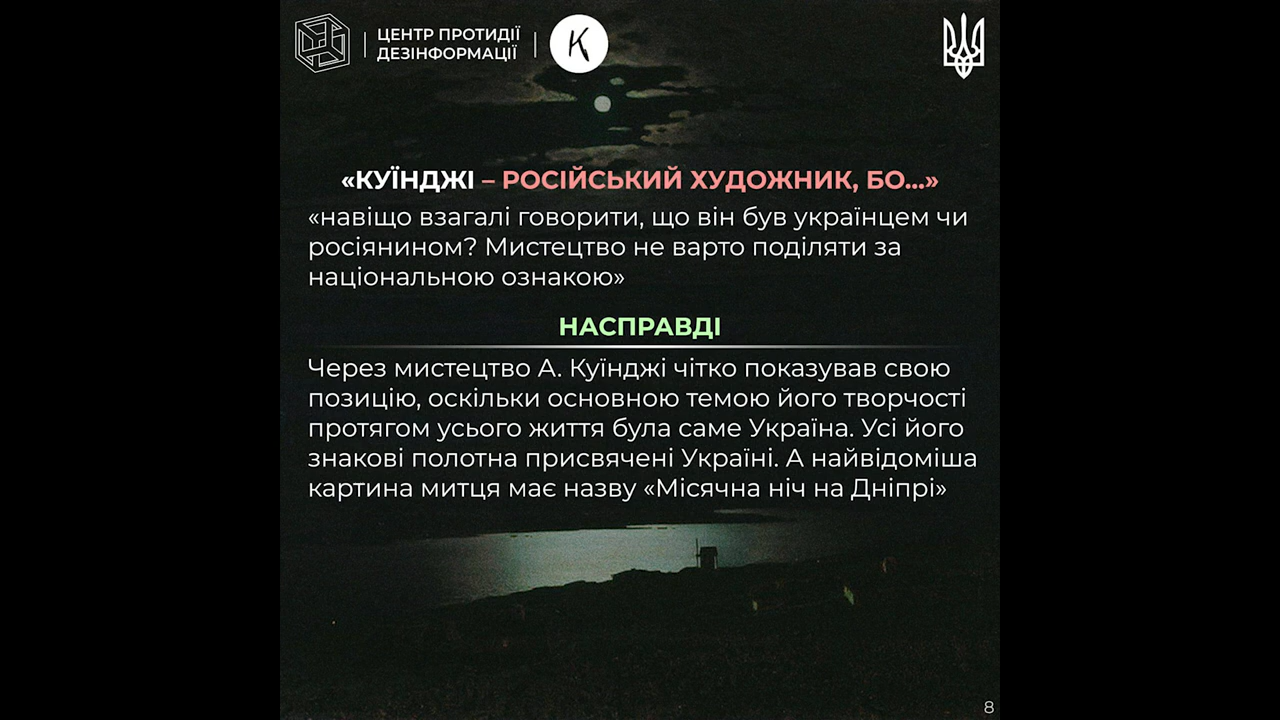 ЦЕНТР ПРОТИДІЇ
ДЕЗІНФОРМАЦІЇ
К
«КУЇНДЖІ – РОСІЙСЬКИЙ ХУДОЖНИК, БО...»
«навіщо взагалі говорити, що він був українцем чи
росіянином? Мистецтво не варто поділяти за
національною ознакою»
НАСПРАВДІ
Через мистецтво А. Куїнджі чітко показував свою
позицію, оскільки основною темою його творчості
протягом усього життя була саме Україна. Усі його
знакові полотна присвячені Україні. А найвідоміша
картина митця має назву «Місячна ніч на Дніпрі»
8